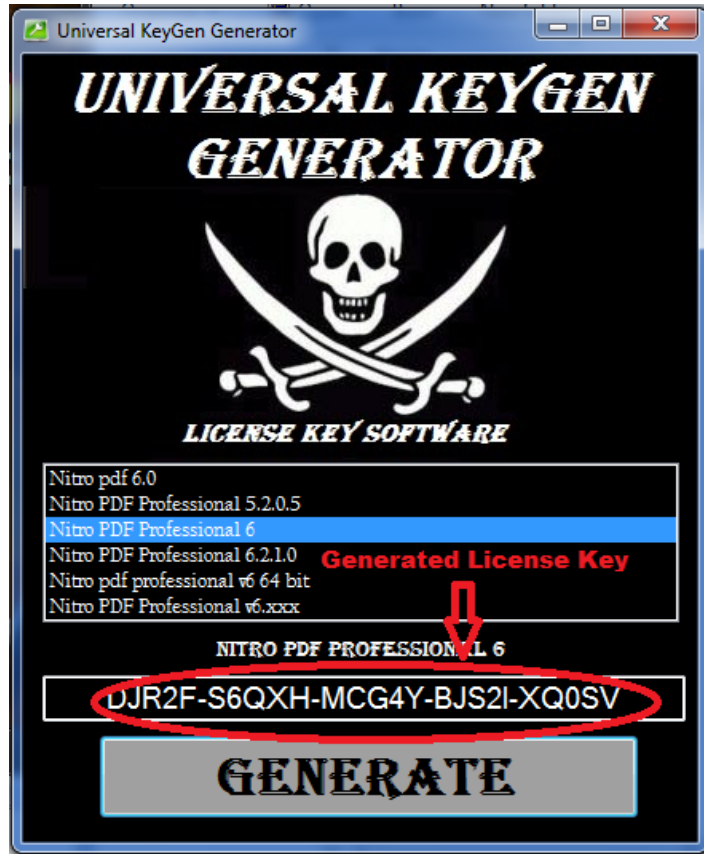 Universal KeyGen Generator
UNIVERSAL KEYGEN
GENERATOR
LICENSE KEY SOFTWARE
Nitro pdf 6.0
Nitro PDF Professional 5.2.0.5
Nitro PDF Professional 6
Nitro PDF Professional 6.2.1.0
Generated License Key
Nitro pdf professional v6 64 bit
Nitro PDF Professional v6.xxx
NITRO PDF PROFESSIONAL 6
DJR2F-S6QXH-MCG4Y-BJS2I-XQ0SV
GENERATE